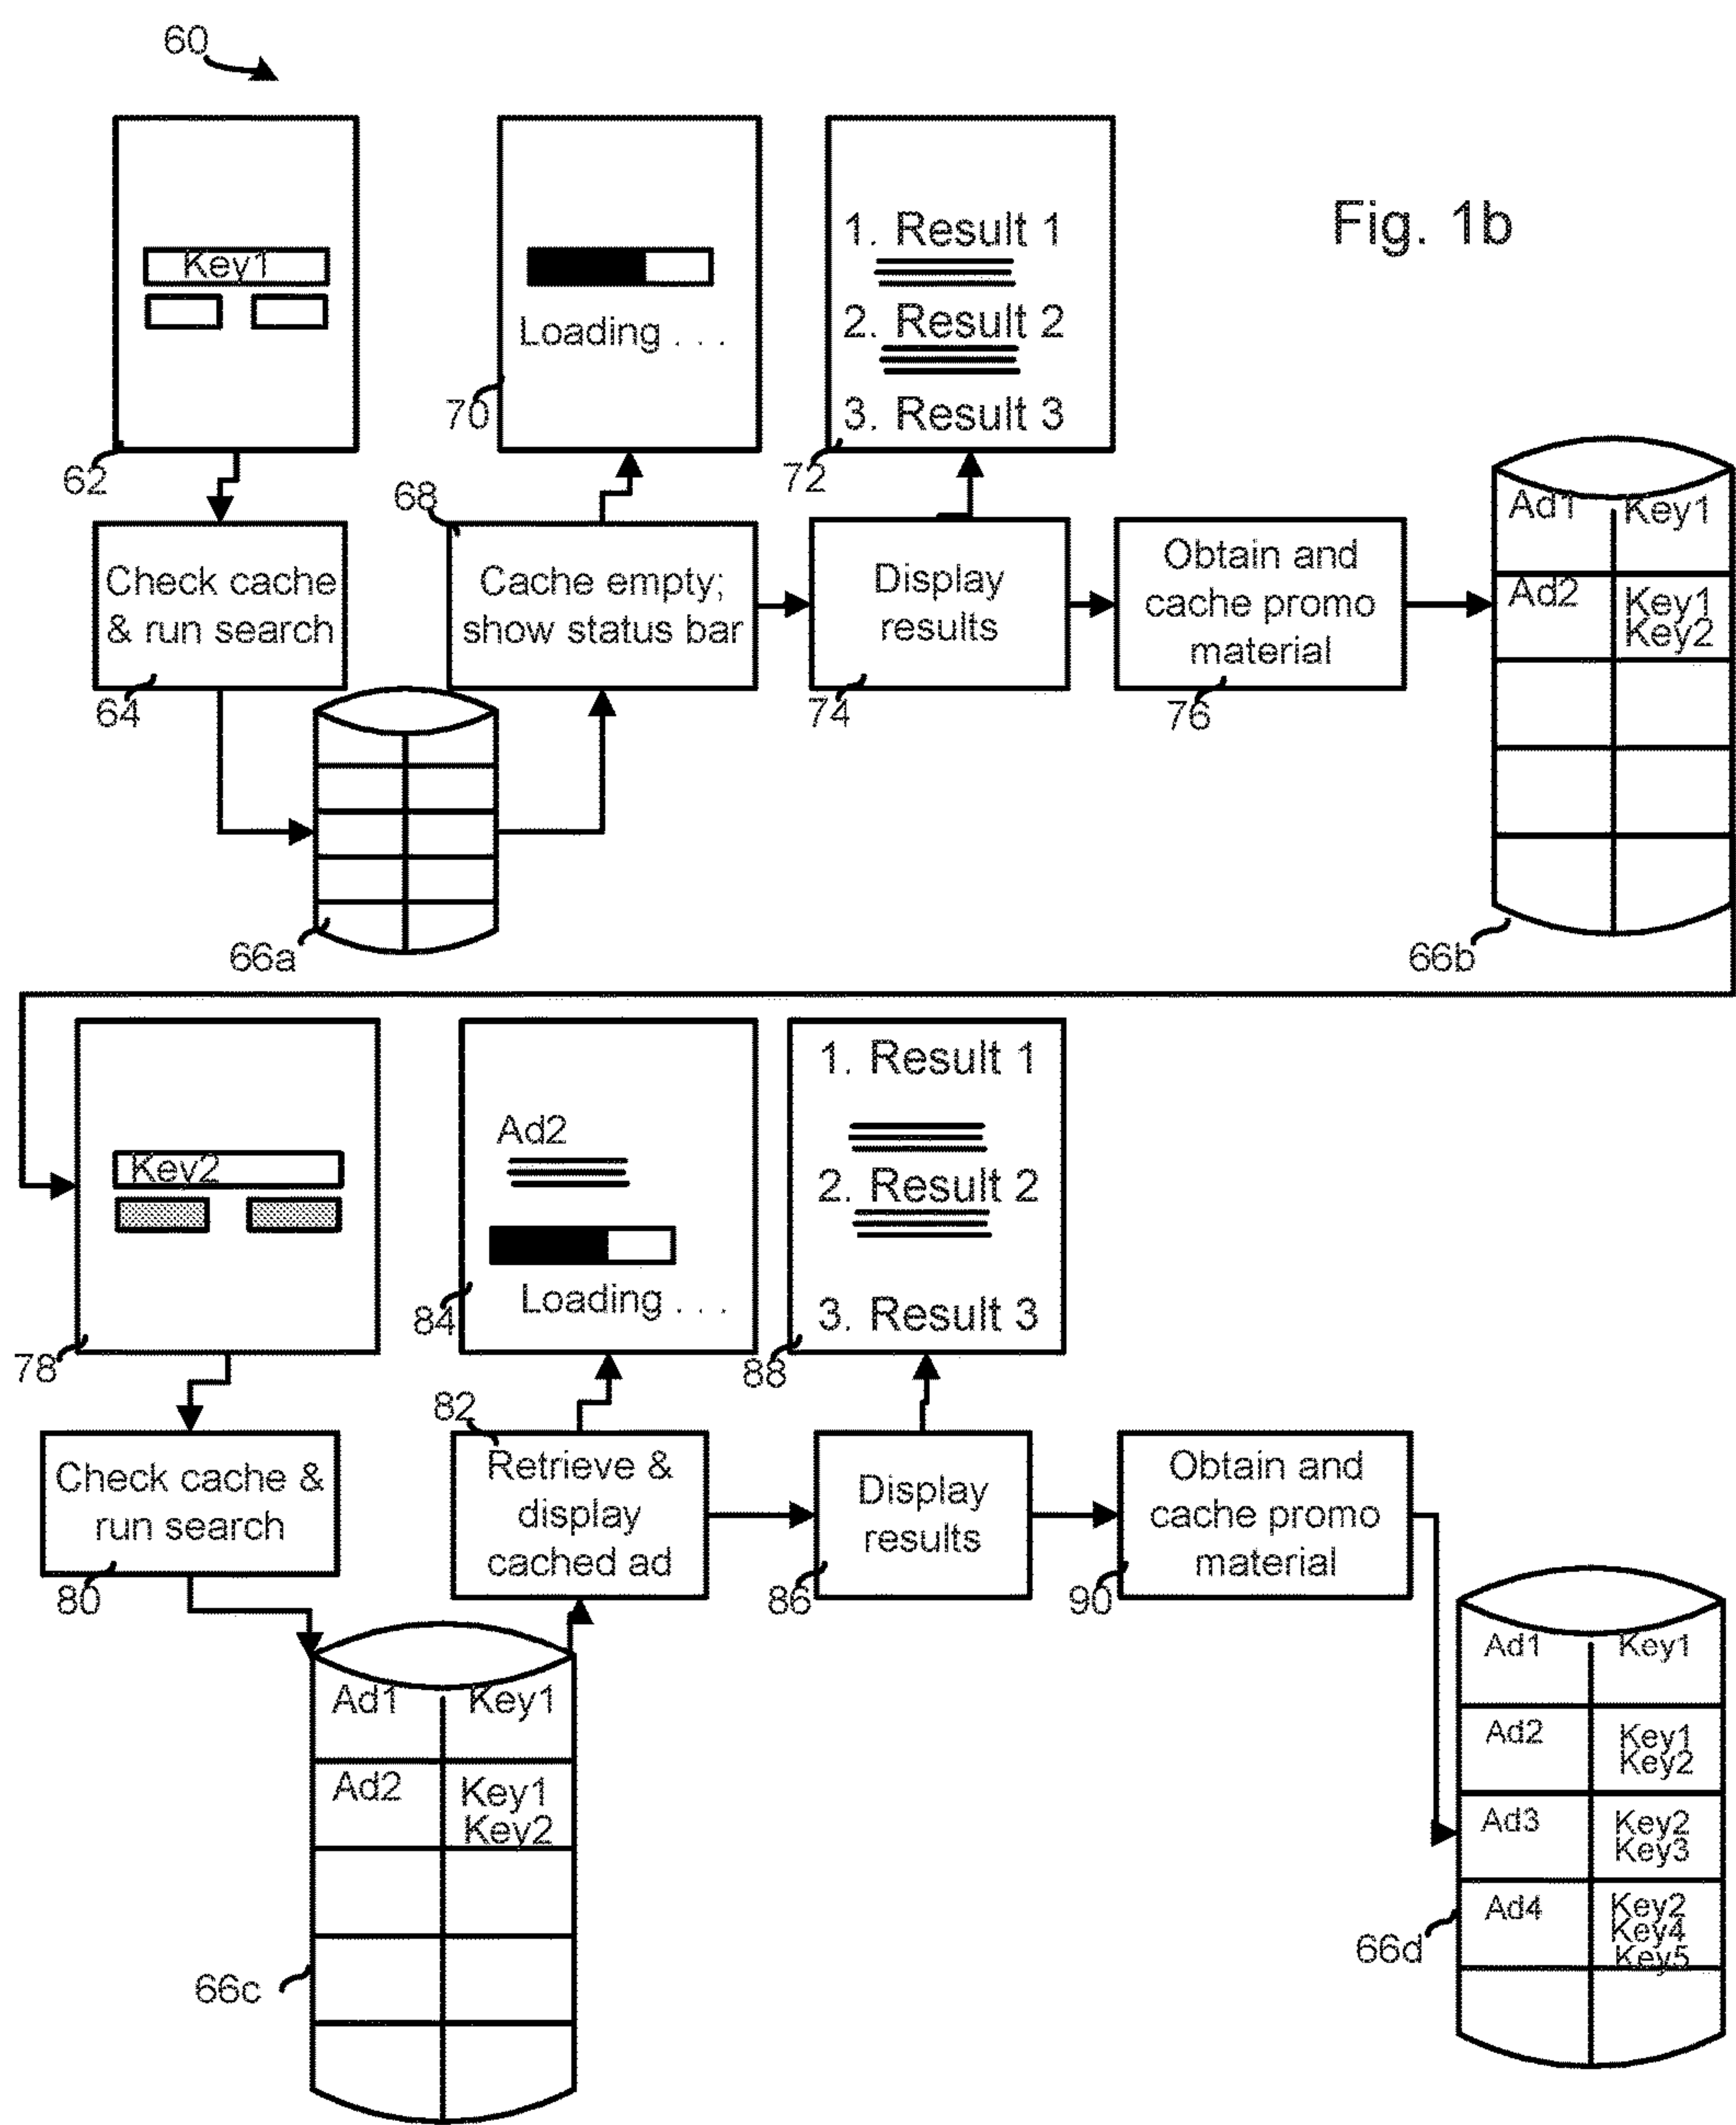 60
Fig. 1b
Key1
62
Loading . . .
70
1. Result 1
2. Result 2
3. Result 3
72
Check cache
& run search
64
66a
68
Cache empty;
show status bar
Display
results
74
Obtain and
cache promo
material
76
Ad1 Key1
Ad2 Key1
Key2
66b
Key2
78
Ad2
Loading . . .
84
1. Result 1
2. Result 2
3. Result 3
88
Check cache &
run search
80
82
Retrieve &
display
cached ad
Display
results
86
Obtain and
cache promo
material
90
Ad1 Key1
Ad2 Key1
Key2
66c
Ad1 Key1
Ad2 Key1
Key2
Ad3 Key2
Key3
Ad4 Key2
Key4
Key5
66d